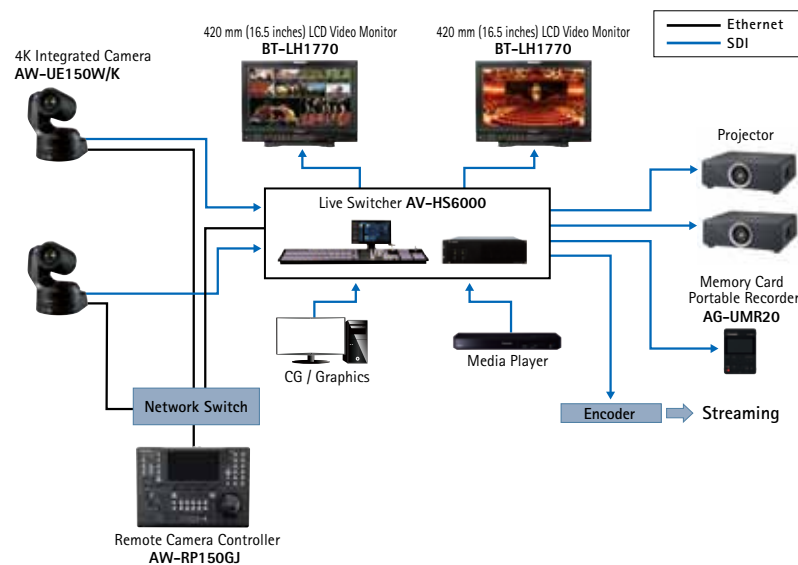 420 mm (16.5 inches) LCD Video Monitor
BT-LH1770
420 mm (16.5 inches) LCD Video Monitor
BT-LH1770
Ethernet
SDI
4K Integrated Camera
AW-UE150W/K
Projector
Live Switcher AV-HS6000
Memory Card
Portable Recorder
AG-UMR20
CG / Graphics
Media Player
Network Switch
Encoder
Streaming
Remote Camera Controller
AW-RP150GJ